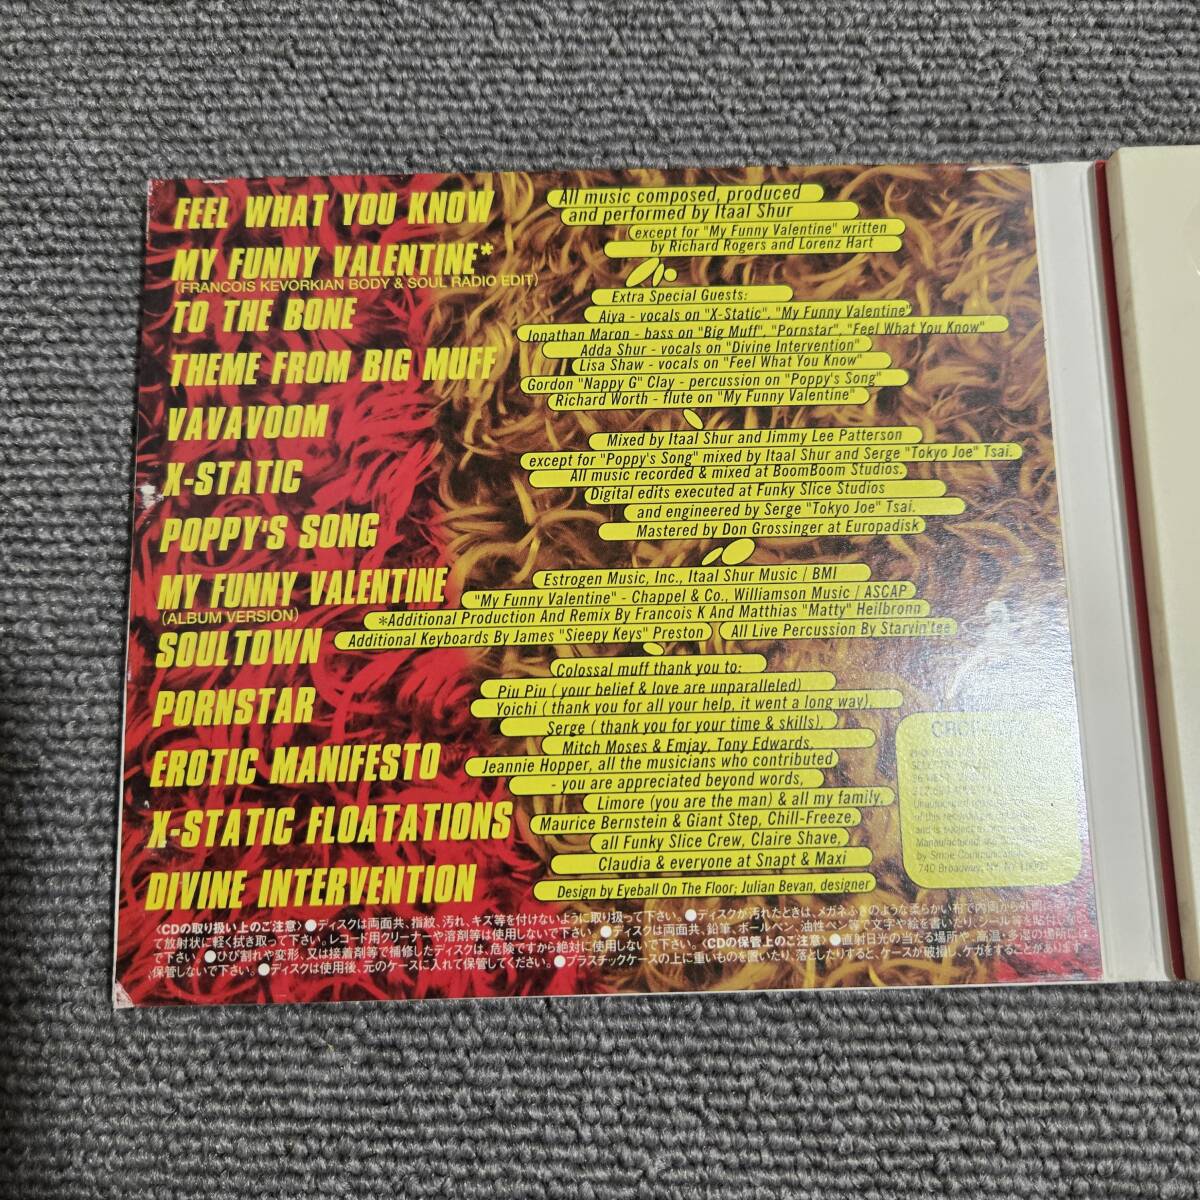 FEEL WHAT YOU KNOW
MY FUNNY VALENTINE*
(FRANCOIS KEVORKIAN BODY & SOUL RADIO EDIT)
TO THE BONE
THEME FROM BIG MUFF
VAVAVOOM
X-STATIC
POPPY'S SONG
MY FUNNY VALENTINE
(ALBUM VERSION)
SOULTOWN
PORNSTAR
EROTIC MANIFESTO
X-STATIC FLOATATIONS
DIVINE INTERVENTION
All music composed, produced
and performed by Itaal Shur
except for "My Funny Valentine" written
by Richard Rogers and Lorenz Hart
Extra Special Guests:
Aiya - vocals on "X-Static", "My Funny Valentine"
Jonathan Maron - bass on "Big Muff", "Pornstar", "Feel What You Know"
Adda Shur - vocals on "Divine Intervention"
Lisa Shaw - vocals on "Feel What You Know"
Gordon "Nappy G" Clay - percussion on "Poppy's Song"
Richard Worth - flute on "My Funny Valentine"
Mixed by Itaal Shur and Jimmy Lee Patterson
except for "Poppy's Song" mixed by Itaal Shur and Serge "Tokyo Joe" Tsai.
All music recorded & mixed at BoomBoom Studios.
Digital edits executed at Funky Slice Studios
and engineered by Serge "Tokyo Joe" Tsai.
Mastered by Don Grossinger at Europadisk
Estrogen Music, Inc., Itaal Shur Music / BMI
"My Funny Valentine" - Chappel & Co., Williamson Music / ASCAP
*Additional Production And Remix By Francois K And Matthias "Matty" Heilbronn
Additional Keyboards By James "Sleepy Keys" Preston
All Live Percussion By Starvin'tee
Colossal muff thank you to:
Piu Piu ( your belief & love are unparalleled)
Yoichi ( thank you for all your help, it went a long way),
Serge ( thank you for your time & skills),
Mitch Moses & Emjay, Tony Edwards,
Jeannie Hopper, all the musicians who contributed
- you are appreciated beyond words,
Limore (you are the man) & all my family,
Maurice Bernstein & Giant Step, Chill-Freeze,
all Funky Slice Crew, Claire Shave,
Claudia & everyone at Snapt & Maxi
Design by Eyeball On The Floor; Julian Bevan, designer
by Smile Communications
740 Broadway, NY, NY 10003
〈CDの取り扱い上のご注意〉●ディスクは両面共、指紋、汚れ、キズ等を付けないように取り扱って下さい。●ディスクが汚れたときは、メガネふきのような柔らかい布で内周から外周に向かっ
て放射状に軽く拭き取って下さい。レコード用クリーナーや溶剤等は使用しないで下さい。●ディスクは両面共、鉛筆、ボールペン、油性ペン等で文字や絵を書いたり、シール等を貼付しない
で下さい。●ひび割れや変形、又は接着剤等で補修したディスクは、危険ですから絶対に使用しないで下さい。〈CDの保管上のご注意〉●直射日光の当たる場所や、高温・多湿の場所には
保管しないで下さい。●ディスクは使用後、元のケースに入れて保管してください。●プラスチックケースの上に重いものを置いたり、落としたりすると、ケースが破損し、ケガをすることがあります。